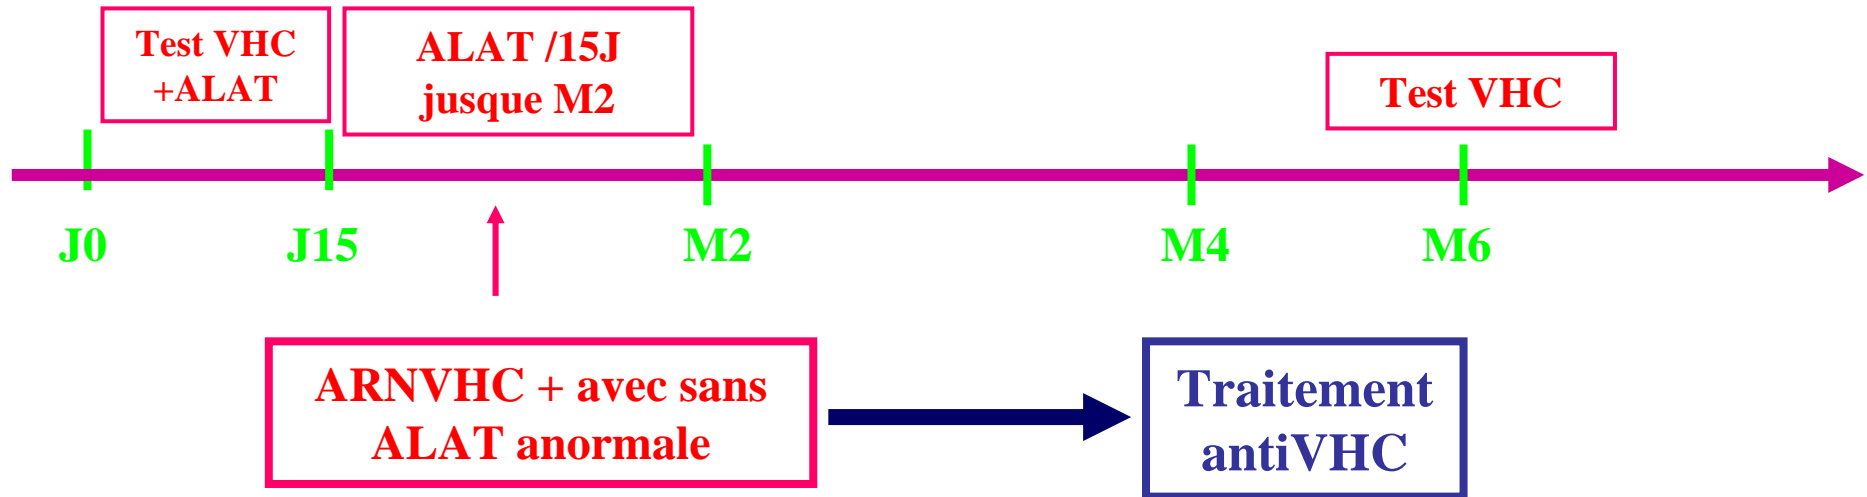 Test VHC
+ALAT
ALAT /15J
jusque M2
Test VHC
J0
J15
M2
M4
M6
ARNVHC + avec sans
ALAT anormale
Traitement
antiVHC